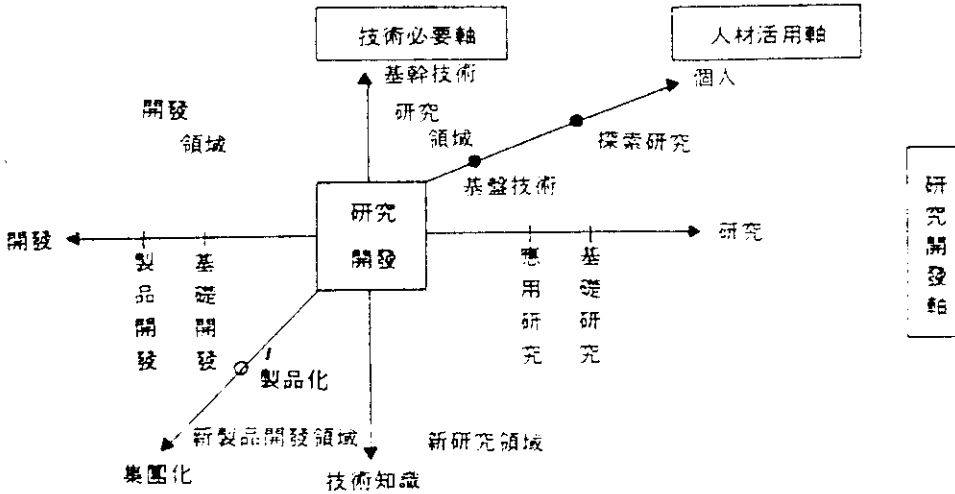 技術必要軸
人材活用軸
基幹技術
個人
開發
領域
研究
領域
探索研究
基盤技術
研究
開發
研究開發軸
開發
研究
製品開發
基礎開發
應用研究
基礎研究
製品化
新製品開發領域
新研究領域
集團化
技術知識